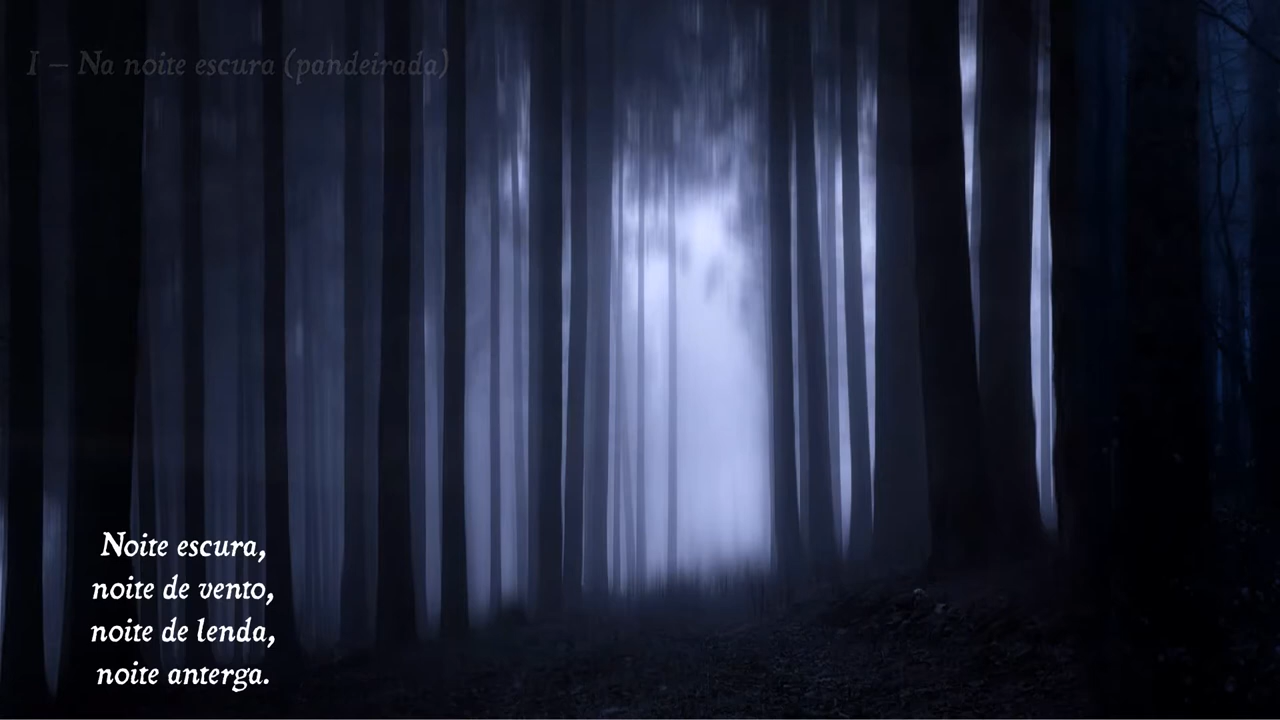 I – Na noite escura (pandeirada)
Noite escura,
noite de vento,
noite de lenda,
noite anterga.